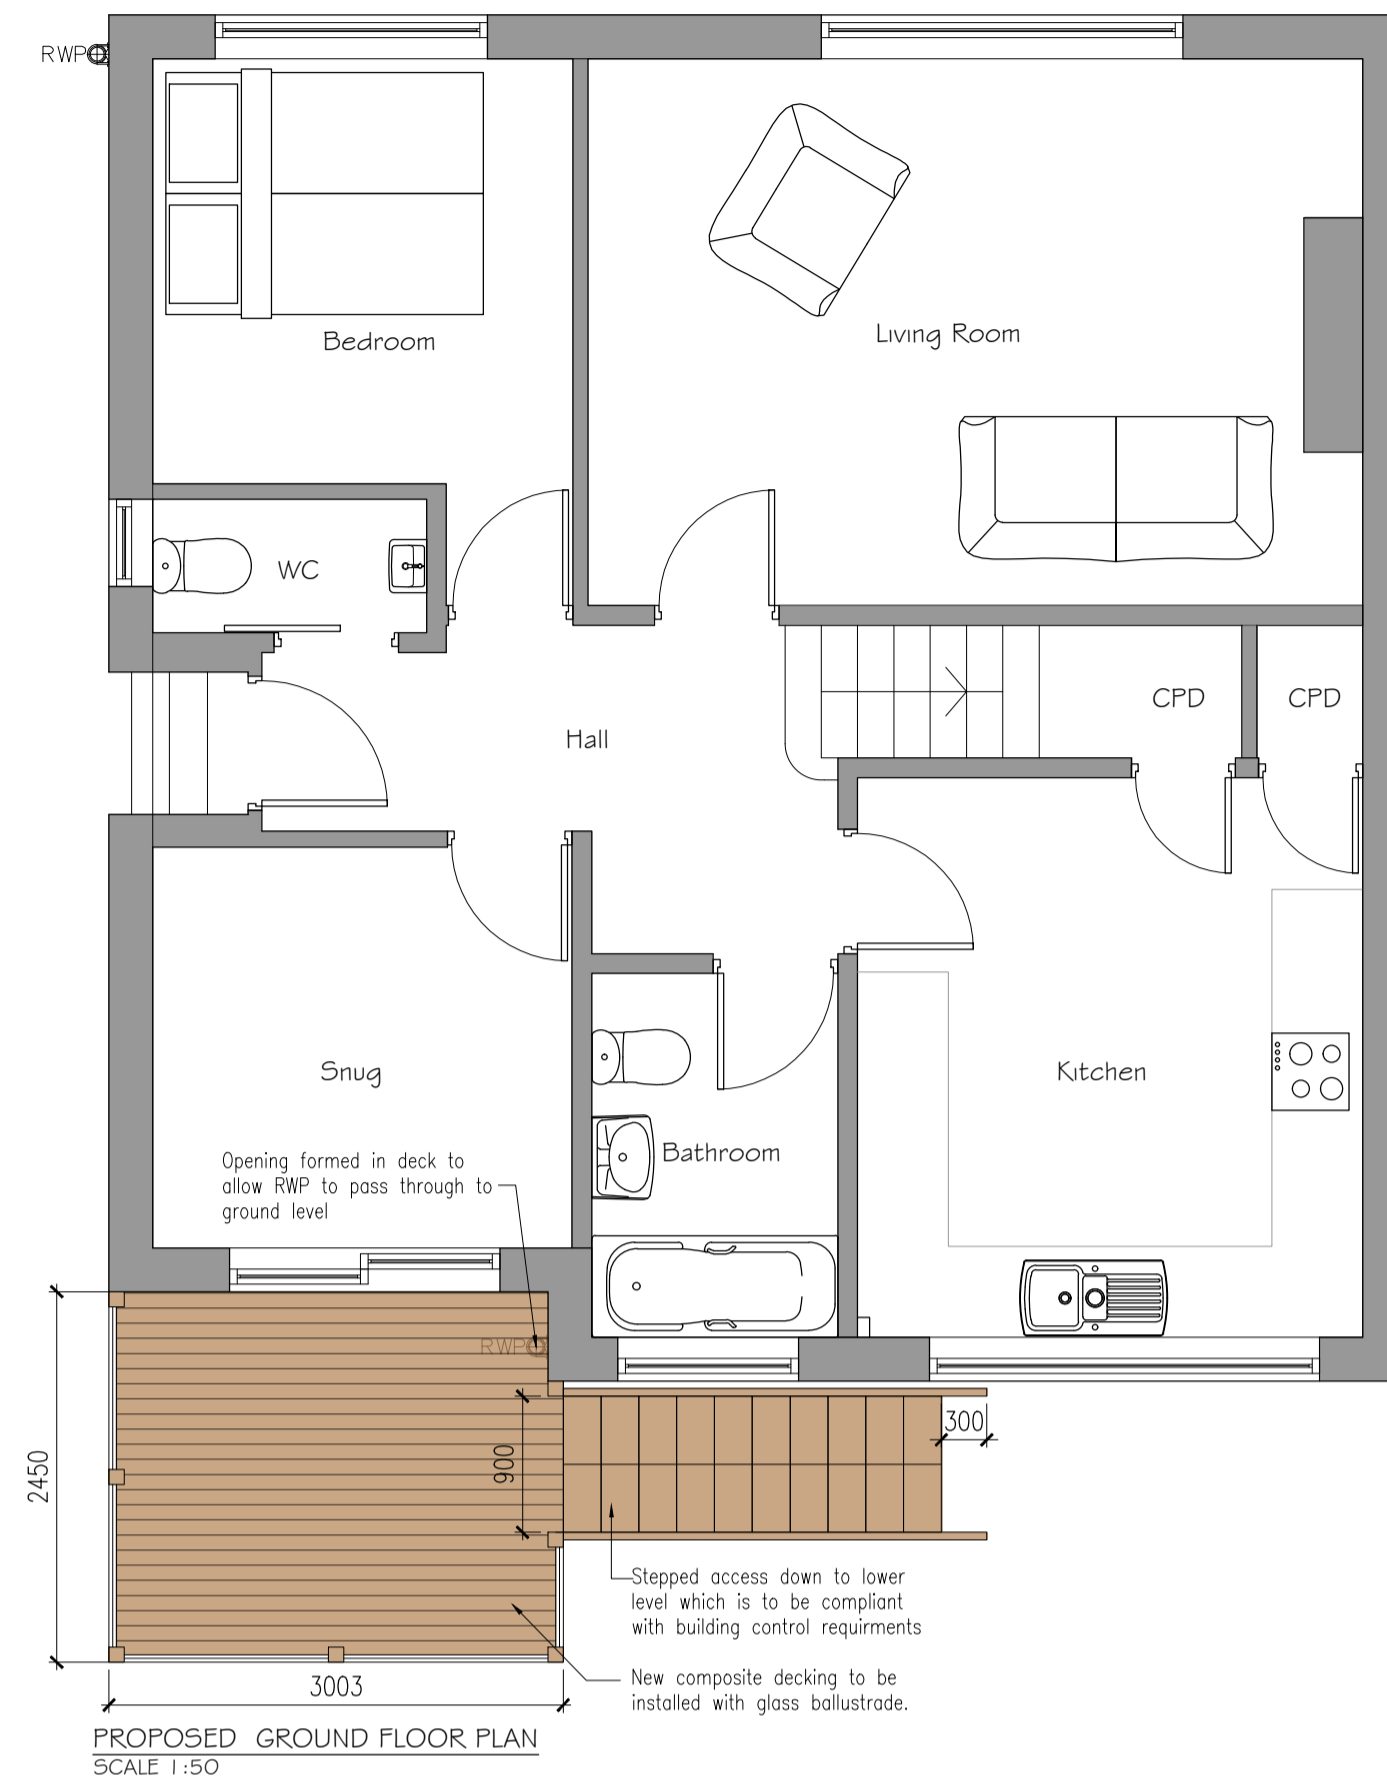 RWP
Bedroom
Living Room
WC
CPD
CPD
Hall
Snug
Kitchen
Bathroom
Opening formed in deck to
allow RWP to pass through to
ground level
RWP
300
900
2450
Stepped access down to lower
level which is to be compliant
with building control requirments
New composite decking to be
installed with glass ballustrade.
3003
PROPOSED GROUND FLOOR PLAN
SCALE 1:50